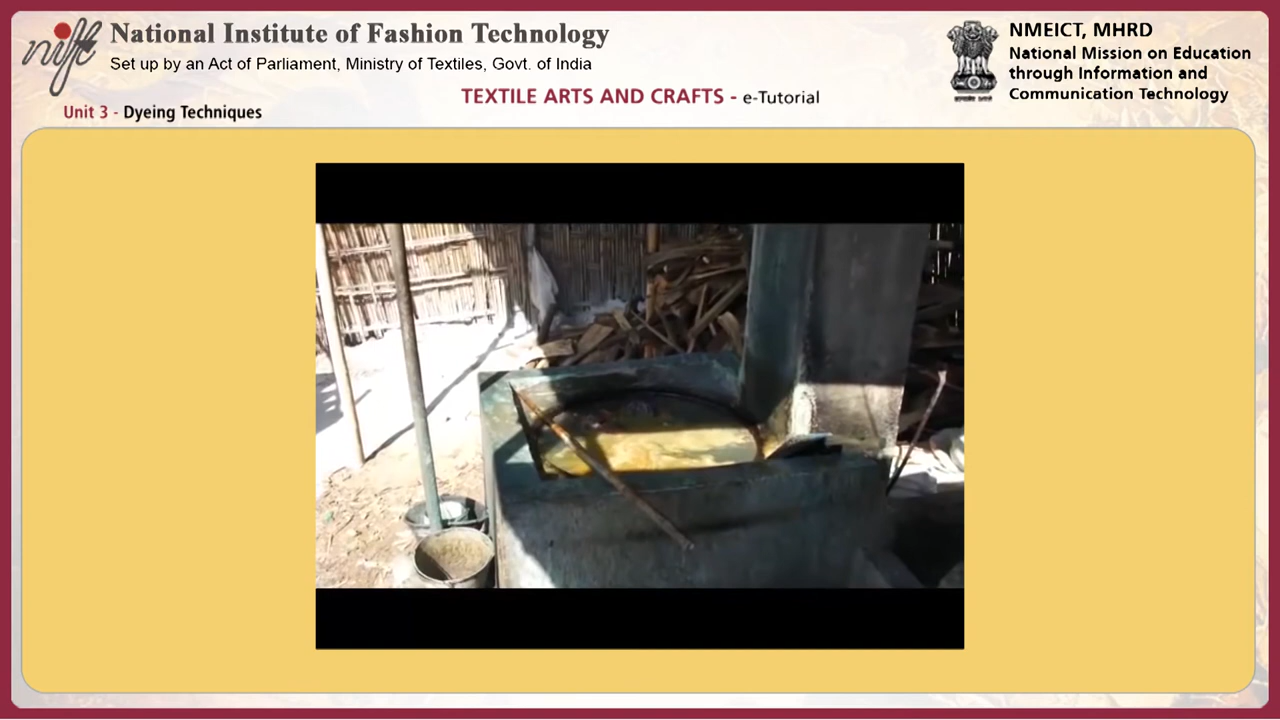 nift
National Institute of Fashion Technology
Set up by an Act of Parliament, Ministry of Textiles, Govt. of India
NMEICT, MHRD
National Mission on Education
through Information and
Communication Technology
TEXTILE ARTS AND CRAFTS - e-Tutorial
Unit 3 - Dyeing Techniques